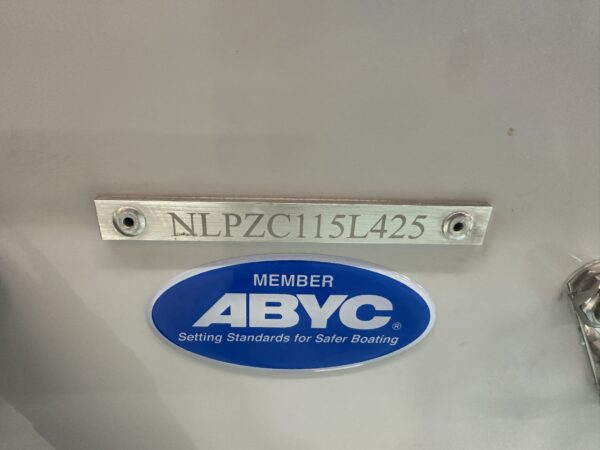 NLPZC115L425
MEMBER
ABYC®
Setting Standards for Safer Boating